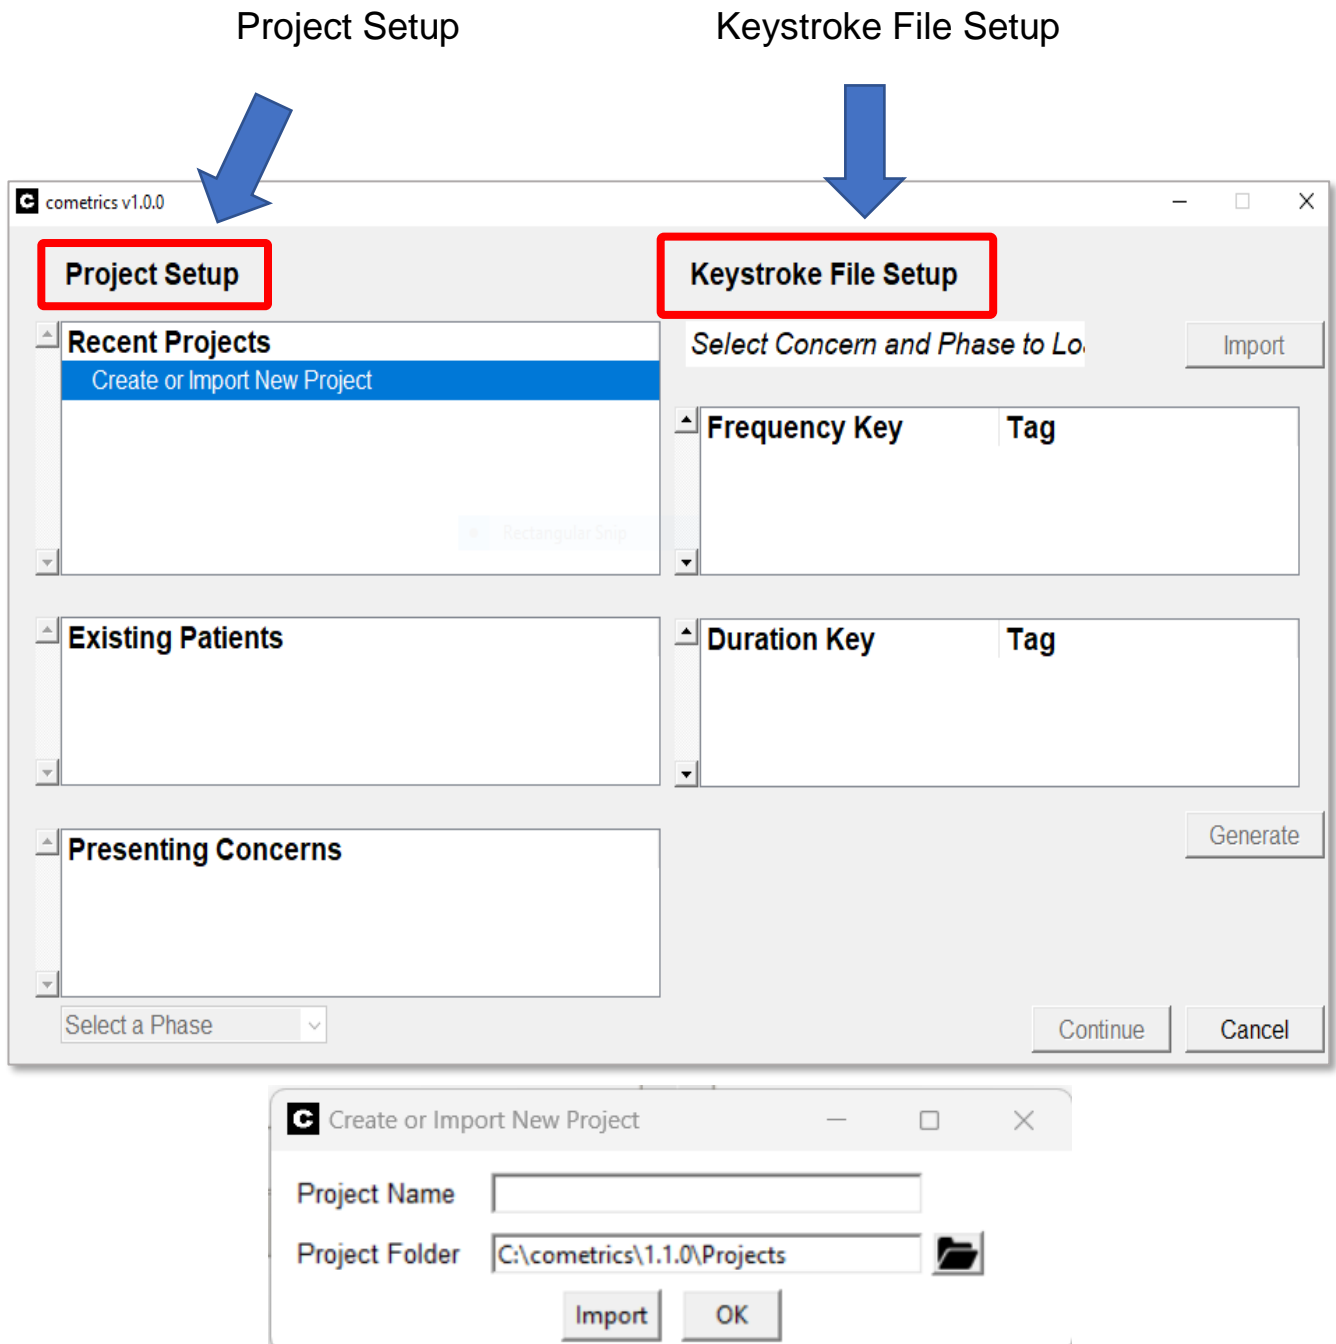 Project Setup
Keystroke File Setup
C cometrics v1.0.0
Project Setup
Keystroke File Setup
Recent Projects
Create or Import New Project
Select Concern and Phase to Lo
Import
Frequency Key Tag
Rectangular Snip
Existing Patients
Duration Key Tag
Presenting Concerns
Generate
Select a Phase
Continue
Cancel
C Create or Import New Project
Project Name
Project Folder C:\cometrics\1.1.0\Projects
Import OK